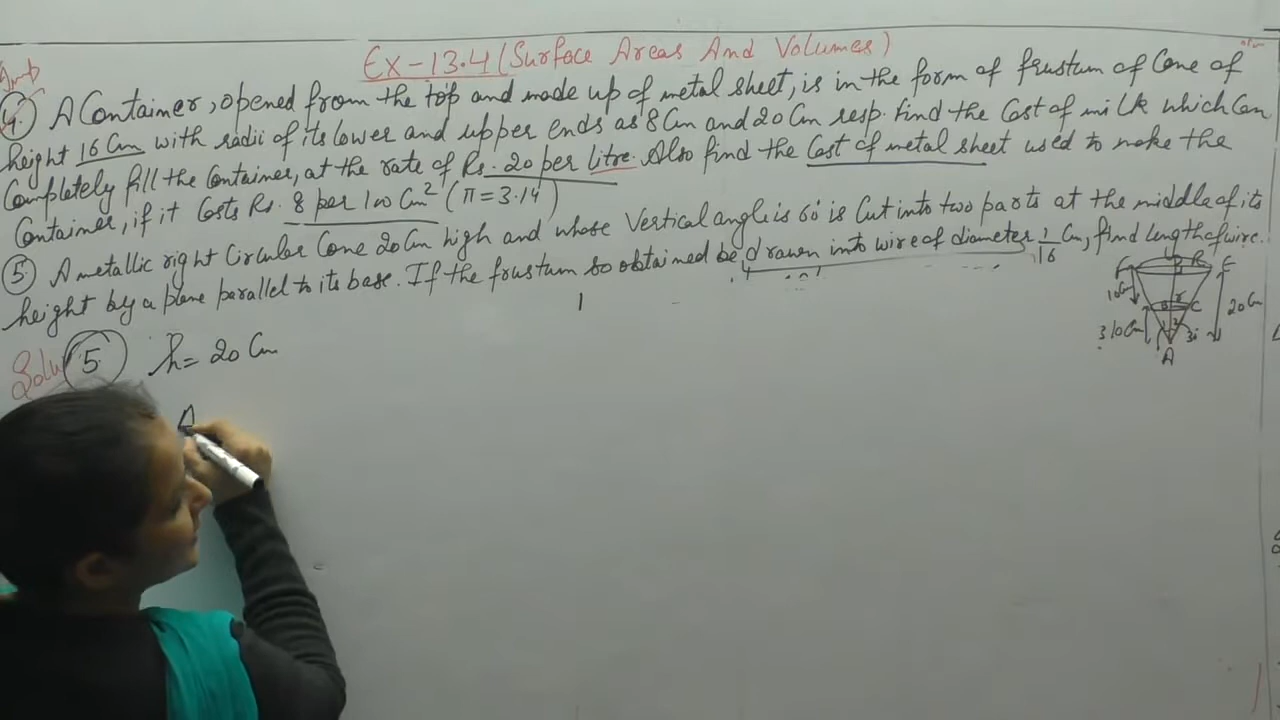 Ex-13.4 (Surface Areas And Volumes)
Imb
4. A Container, opened from the top and made up of metal sheet, is in the form of frustum of Cone of
height 16 Cm with radii of its lower and upper ends as 8 Cm and 20 Cm resp. Find the Cost of milk which Can
Completely fill the Container, at the rate of Rs. 20 per litre. Also find the Cost of metal sheet used to make the
Container, if it Costs Rs. 8 per 100 Cm² (π = 3.14)
5 A metallic right Circular Cone 20 Cm high and whose Vertical angle is 60° is Cut into two parts at the middle of its
height by a plane parallel to its base. If the frustum so obtained be drawn into wire of diameter 1/16 Cm, find length of wire.
F B R E
10 Cm r C 20 Cm
10 Cm 30
A
Solu 5 h = 20 Cm